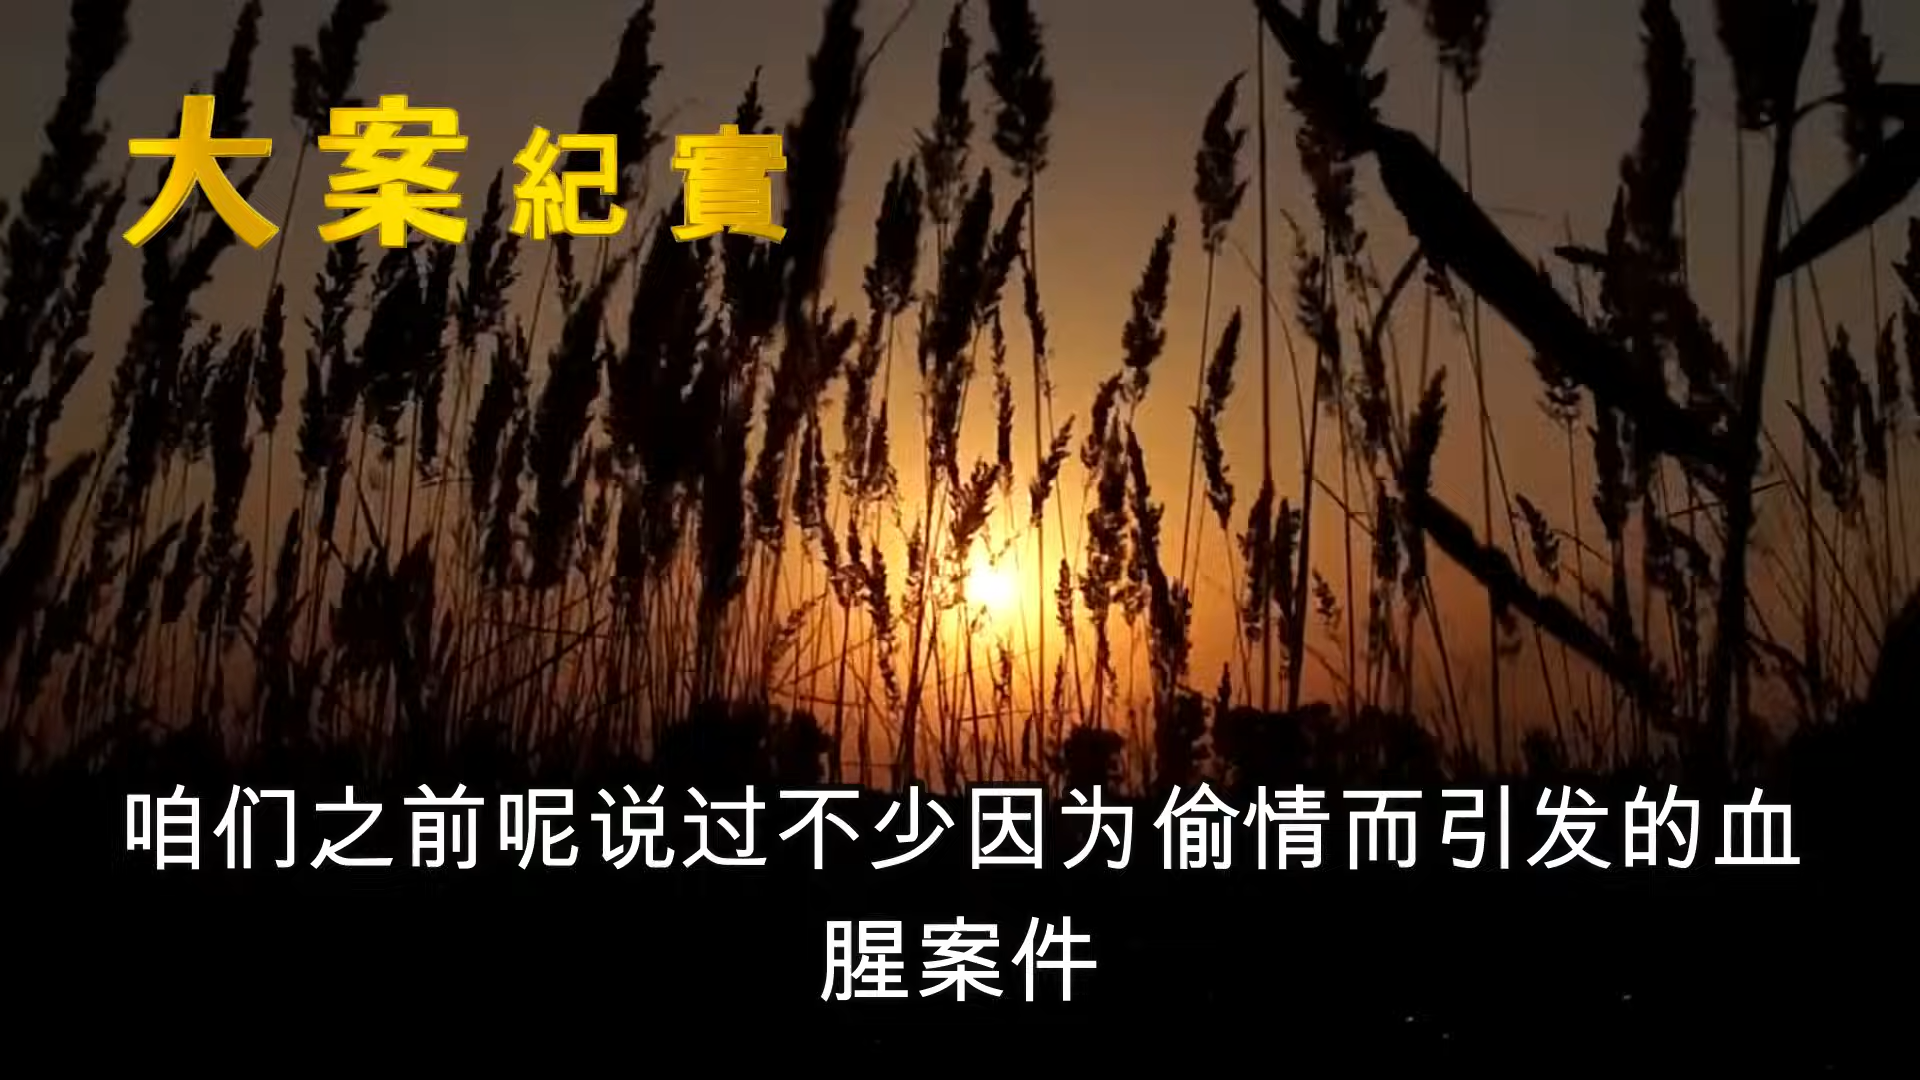 大案紀實
咱们之前呢说过不少因为偷情而引发的血
腥案件